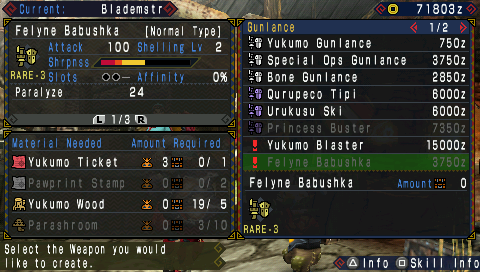 Current: Blademstr
71803z
Felyne Babushka [Normal Type]
Attack 100 Shelling Lv 2
Shrpnss
RARE-3 Slots Affinity 0%
Paralyze 24
L 1/3 R
Material Needed Amount Required
Yukumo Ticket 3 0/ 1
Pawprint Stamp 0 0/ 2
Yukumo Wood 3 19/ 5
Parashroom 3/10
Select the Weapon you would
like to create.
Gunlance 1/2
Yukumo Gunlance 750z
Special Ops Gunlance 3750z
Bone Gunlance 2850z
Qurupeco Tipi 6000z
Urukusu Ski 6000z
Princess Buster 7350z
Yukumo Blaster 15000z
Felyne Babushka 3750z
Felyne Babushka Amount 0
RARE-3
Info Skill Info